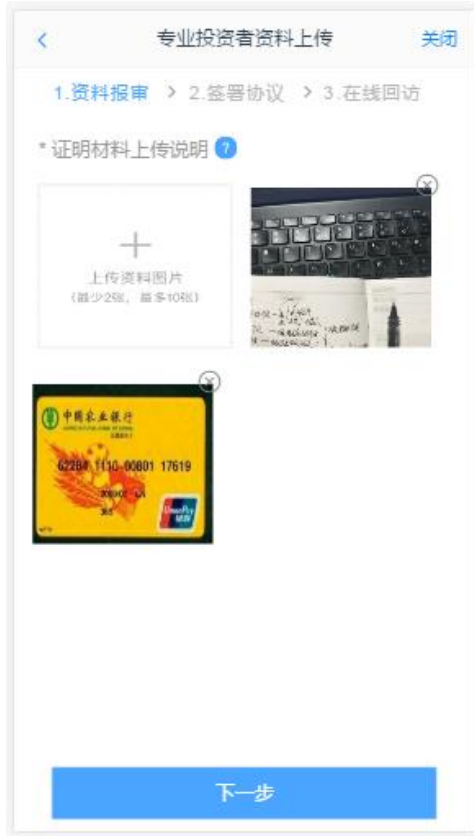 专业投资者资料上传
关闭
1.资料报审 > 2.签署协议 > 3.在线回访
* 证明材料上传说明 ?
上传资料图片
(最少2张，最多10张)
中国农业银行
UnionPay
银联
下一步